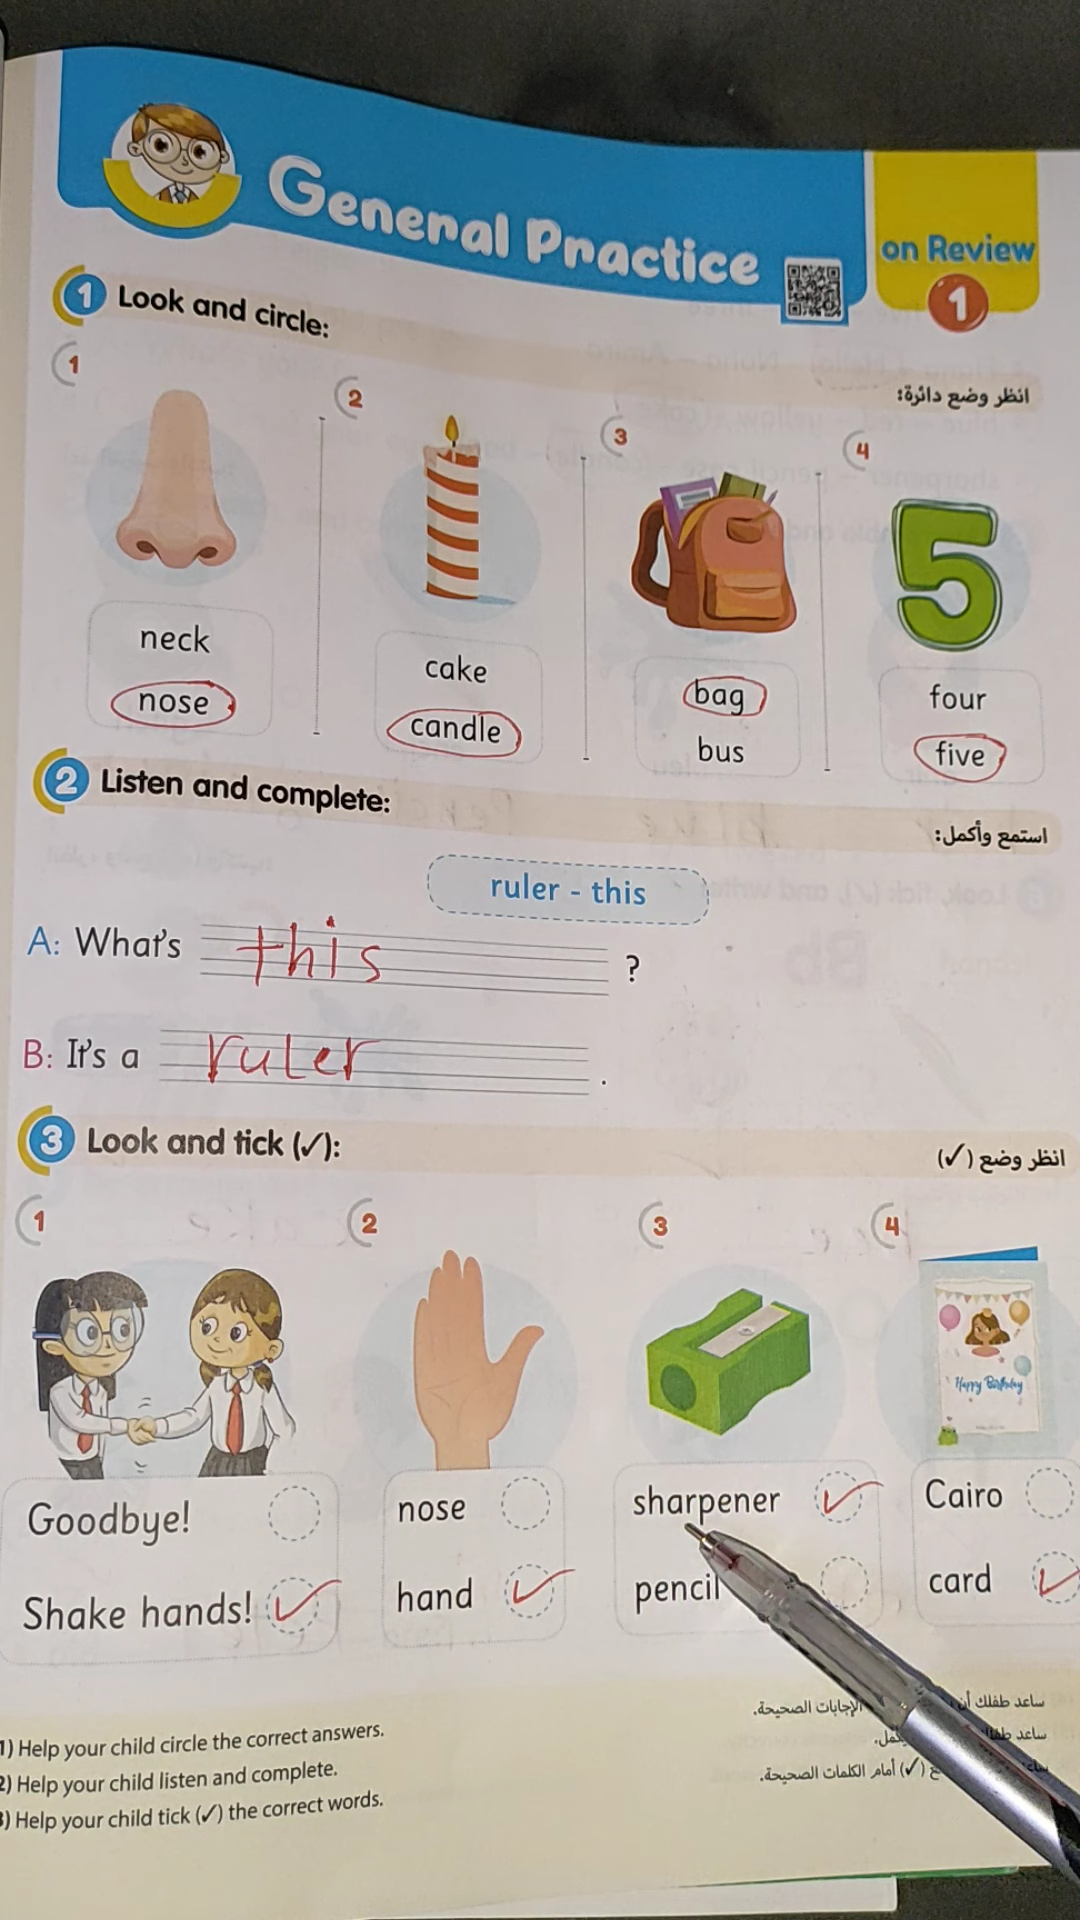 General Practice
on Review
1
1 Look and circle:
انظر وضع دائرة:
1
2
3
4
5
neck
nose
cake
candle
bag
bus
four
five
2 Listen and complete:
استمع وأكمل:
ruler - this
A: What's this ?
B: It's a ruler .
3 Look and tick (✓):
انظر وضع (✓)
1
2
3
4
Happy Birthday
Goodbye!
Shake hands!
nose
hand
sharpener
pencil
Cairo
card
1) Help your child circle the correct answers.
2) Help your child listen and complete.
3) Help your child tick (✓) the correct words.
ساعد طفلك أن الإجابات الصحيحة.
ساعد
(✓) أمام الكلمات الصحيحة.